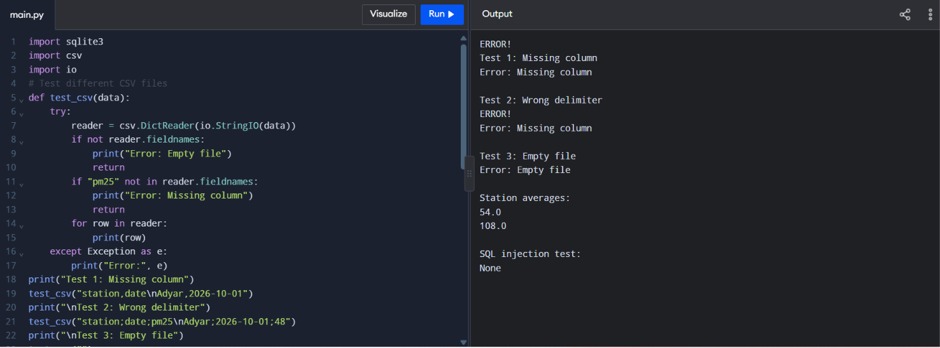 main.py
Visualize
Run
1 import sqlite3
2 import csv
3 import io
4 # Test different CSV files
5 def test_csv(data):
6     try:
7         reader = csv.DictReader(io.StringIO(data))
8         if not reader.fieldnames:
9             print("Error: Empty file")
10             return
11         if "pm25" not in reader.fieldnames:
12             print("Error: Missing column")
13             return
14         for row in reader:
15             print(row)
16     except Exception as e:
17         print("Error:", e)
18 print("Test 1: Missing column")
19 test_csv("station,date\nAdyar,2026-10-01")
20 print("\nTest 2: Wrong delimiter")
21 test_csv("station;date;pm25\nAdyar;2026-10-01;48")
22 print("\nTest 3: Empty file")
Output
ERROR!
Test 1: Missing column
Error: Missing column
Test 2: Wrong delimiter
ERROR!
Error: Missing column
Test 3: Empty file
Error: Empty file
Station averages:
54.0
108.0
SQL injection test:
None